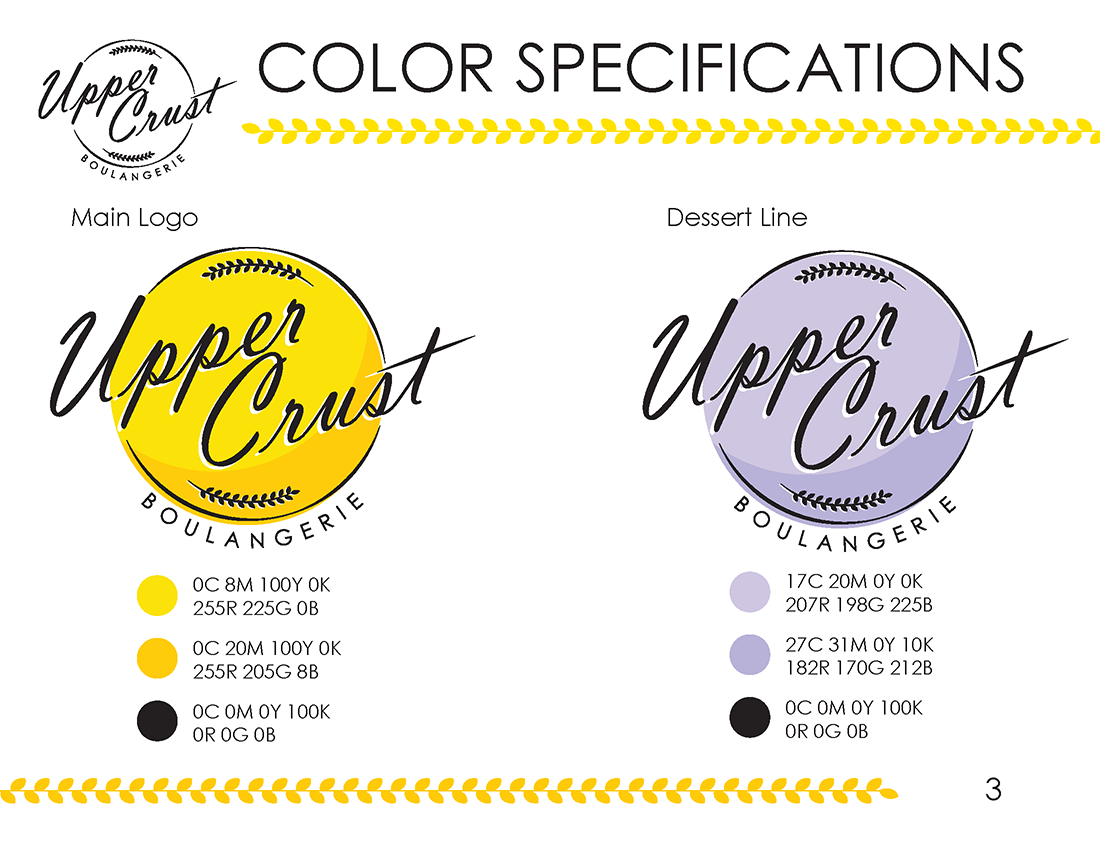 Upper
Crust
BOULANGERIE
COLOR SPECIFICATIONS
Main Logo
Upper
Crust
BOULANGERIE
0C 8M 100Y 0K
255R 225G 0B
0C 20M 100Y 0K
255R 205G 8B
0C 0M 0Y 100K
0R 0G 0B
Dessert Line
Upper
Crust
BOULANGERIE
17C 20M 0Y 0K
207R 198G 225B
27C 31M 0Y 10K
182R 170G 212B
0C 0M 0Y 100K
0R 0G 0B
3